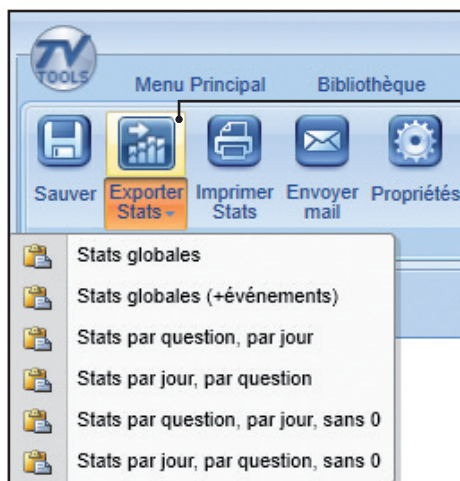 TV
TOOLS
Menu Principal Bibliothèque
Sauver Exporter Stats Imprimer Stats Envoyer mail Propriétés
Stats globales
Stats globales (+événements)
Stats par question, par jour
Stats par jour, par question
Stats par question, par jour, sans 0
Stats par jour, par question, sans 0